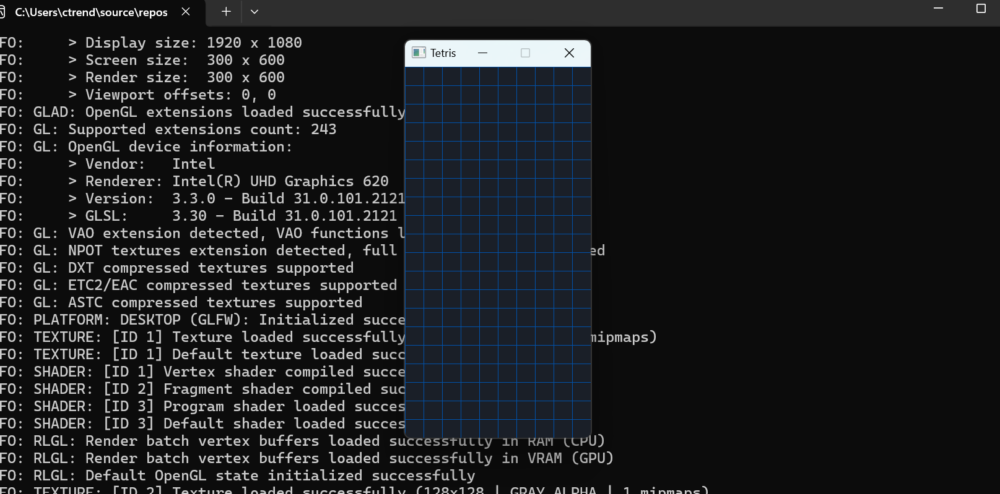 C:\Users\ctrend\source\repos
Tetris
FO: > Display size: 1920 x 1080
FO: > Screen size: 300 x 600
FO: > Render size: 300 x 600
FO: > Viewport offsets: 0, 0
FO: GLAD: OpenGL extensions loaded successfully
FO: GL: Supported extensions count: 243
FO: GL: OpenGL device information:
FO: > Vendor: Intel
FO: > Renderer: Intel(R) UHD Graphics 620
FO: > Version: 3.3.0 - Build 31.0.101.2121
FO: > GLSL: 3.30 - Build 31.0.101.2121
FO: GL: VAO extension detected, VAO functions l
FO: GL: NPOT textures extension detected, full ed
FO: GL: DXT compressed textures supported
FO: GL: ETC2/EAC compressed textures supported
FO: GL: ASTC compressed textures supported
FO: PLATFORM: DESKTOP (GLFW): Initialized succe
FO: TEXTURE: [ID 1] Texture loaded successfully mipmaps)
FO: TEXTURE: [ID 1] Default texture loaded succ
FO: SHADER: [ID 1] Vertex shader compiled succe
FO: SHADER: [ID 2] Fragment shader compiled suc
FO: SHADER: [ID 3] Program shader loaded succes
FO: SHADER: [ID 3] Default shader loaded succes
FO: RLGL: Render batch vertex buffers loaded successfully in RAM (CPU)
FO: RLGL: Render batch vertex buffers loaded successfully in VRAM (GPU)
FO: RLGL: Default OpenGL state initialized successfully
FO: TEXTURE: [ID 2] Texture loaded successfully (128x128 | GRAY_ALPHA | 1 mipmaps)